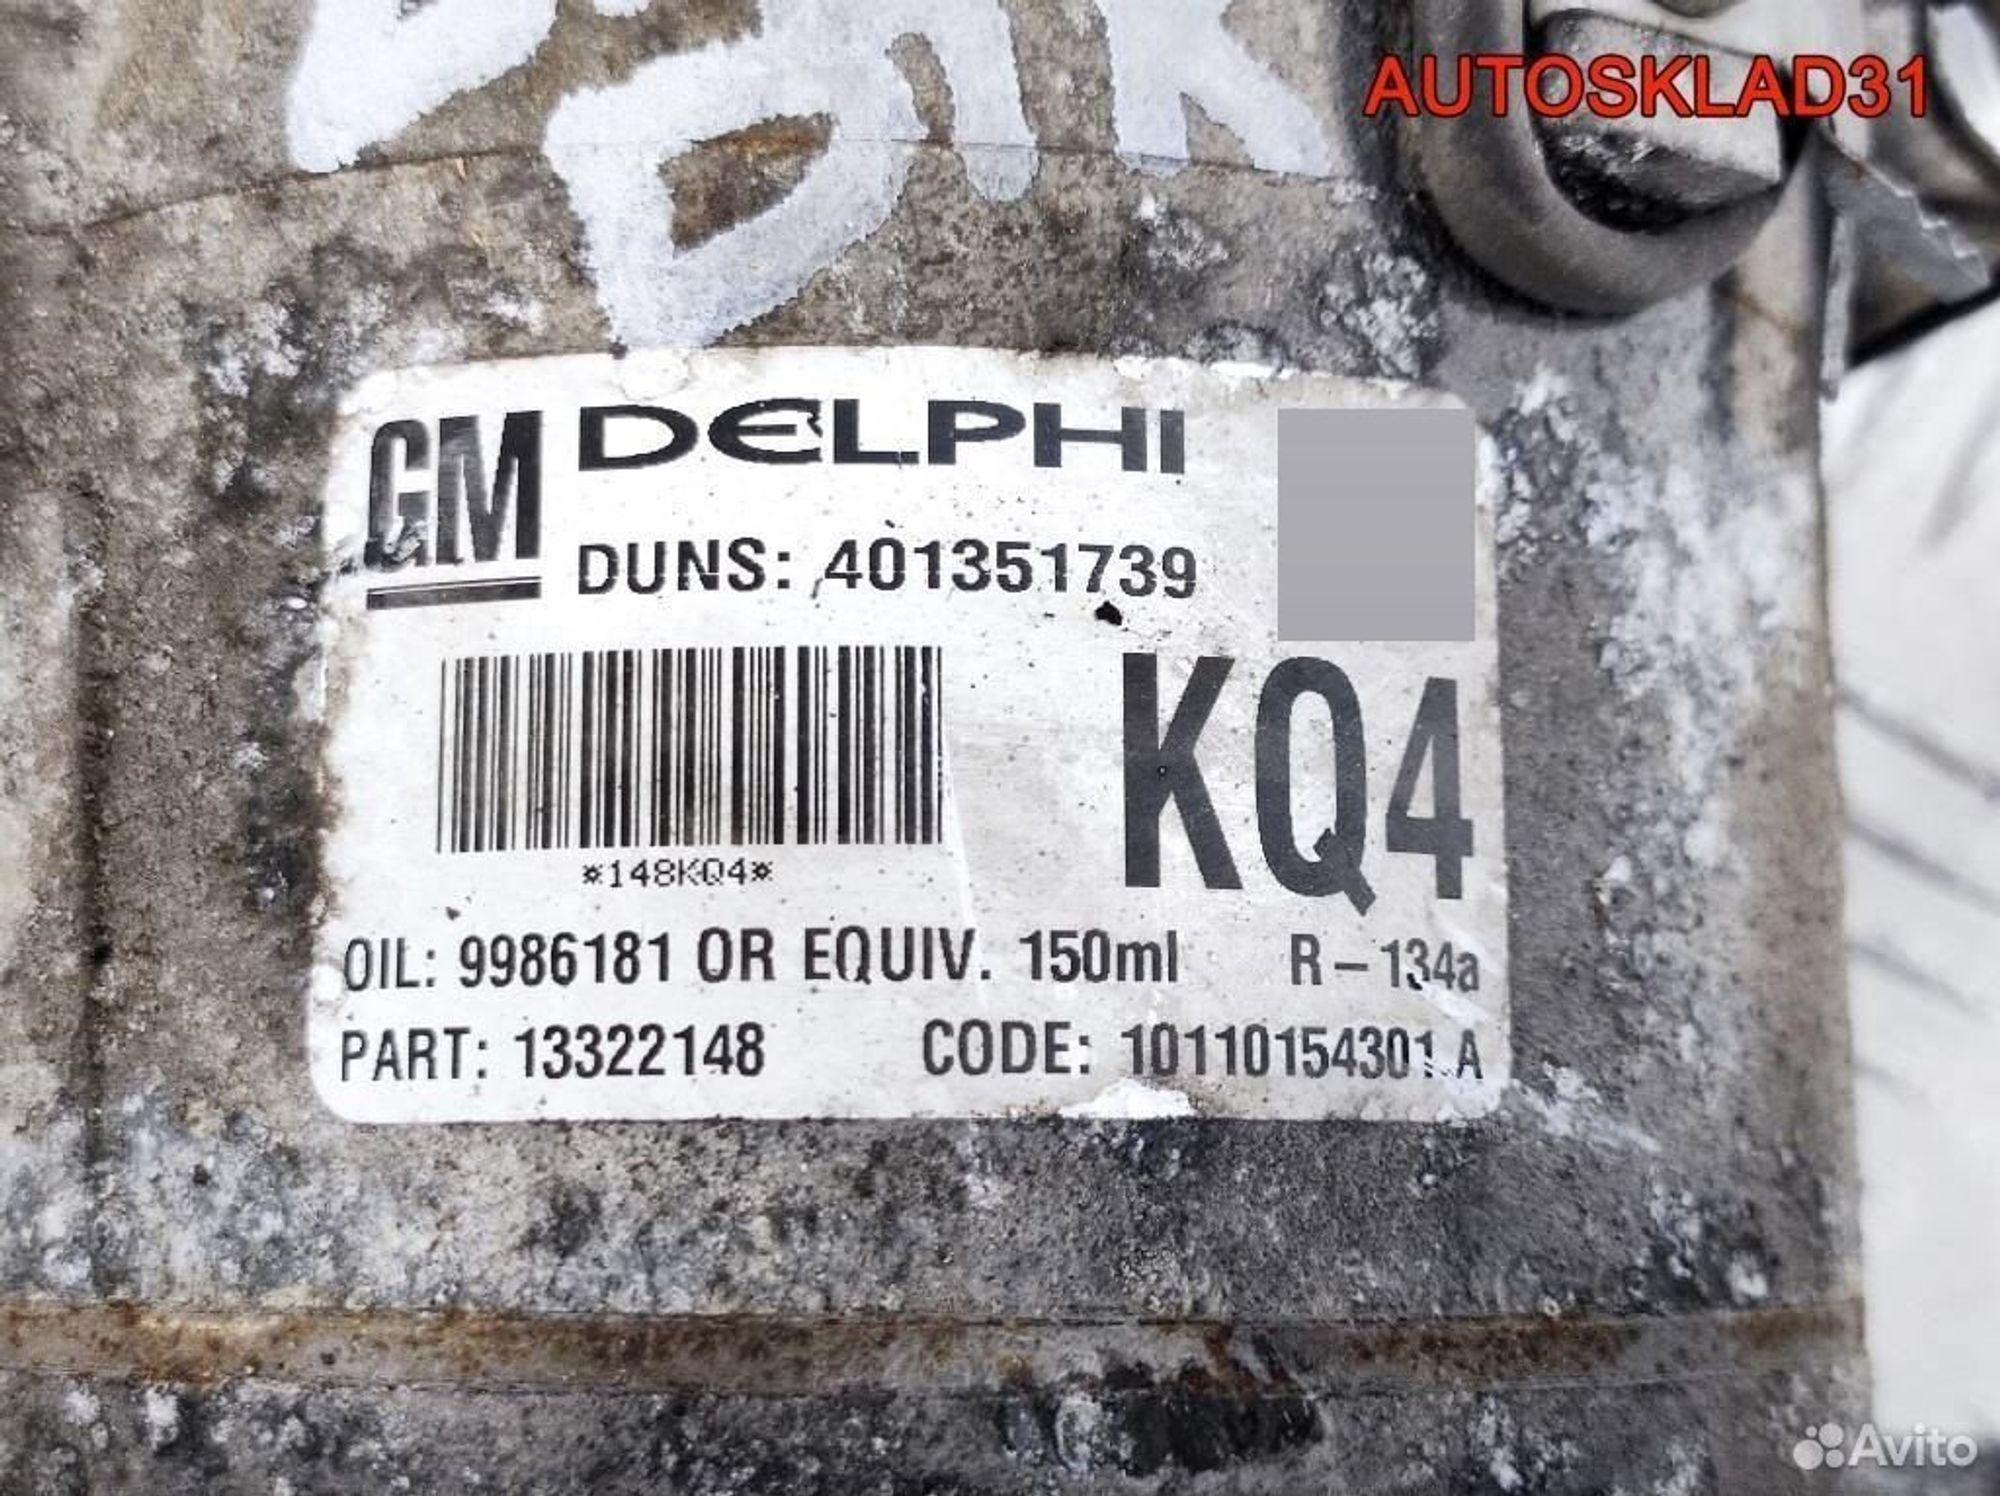 AUTOSKLAD31
GM DELPHI
DUNS: 401351739
KQ4
*148KQ4*
OIL: 9986181 OR EQUIV. 150ml R-134a
PART: 13322148 CODE: 10110154301.A
Avito